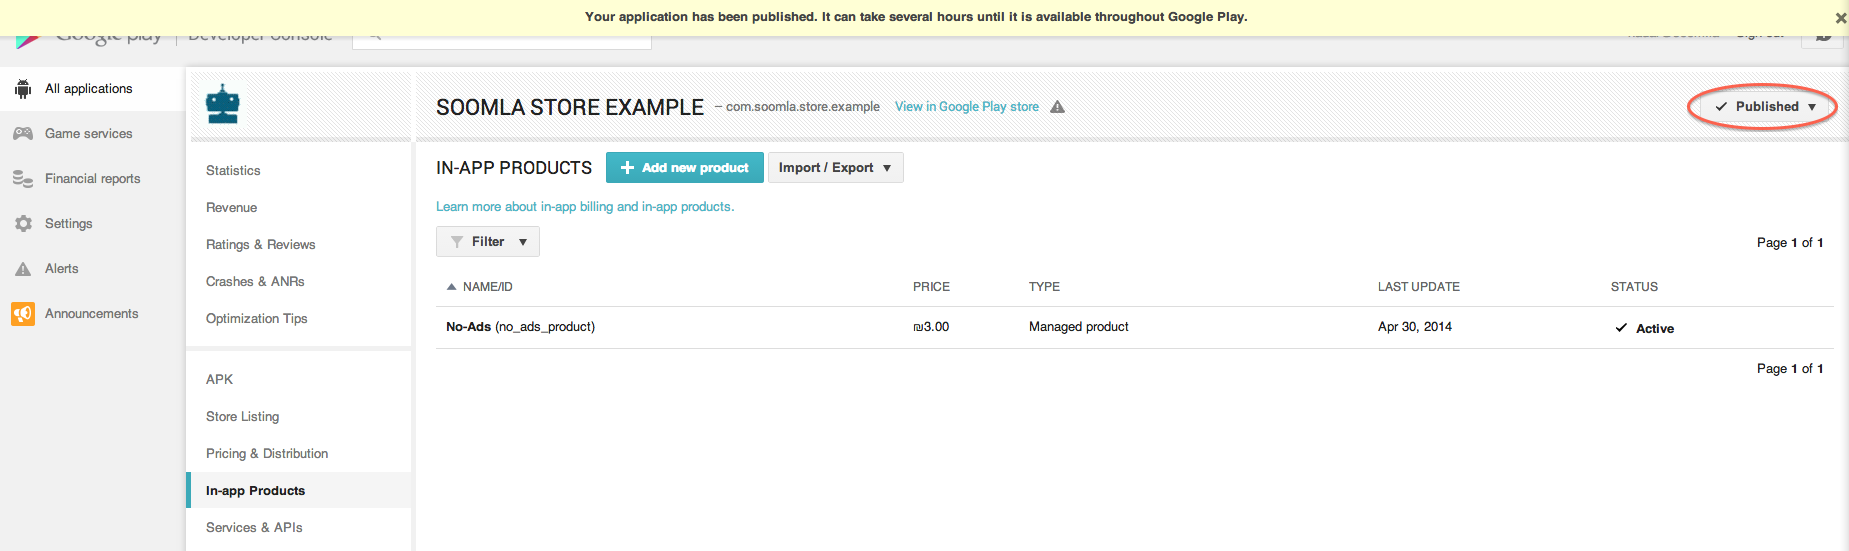 Your application has been published. It can take several hours until it is available throughout Google Play.
Google play | Developer Console
Sign out
All applications
Game services
Financial reports
Settings
Alerts
Announcements
SOOMLA STORE EXAMPLE – com.soomla.store.example View in Google Play store
Published
Statistics
Revenue
Ratings & Reviews
Crashes & ANRs
Optimization Tips
APK
Store Listing
Pricing & Distribution
In-app Products
Services & APIs
IN-APP PRODUCTS + Add new product Import / Export
Learn more about in-app billing and in-app products.
Filter
Page 1 of 1
NAME/ID PRICE TYPE LAST UPDATE STATUS
No-Ads (no_ads_product) ₪3.00 Managed product Apr 30, 2014 Active
Page 1 of 1